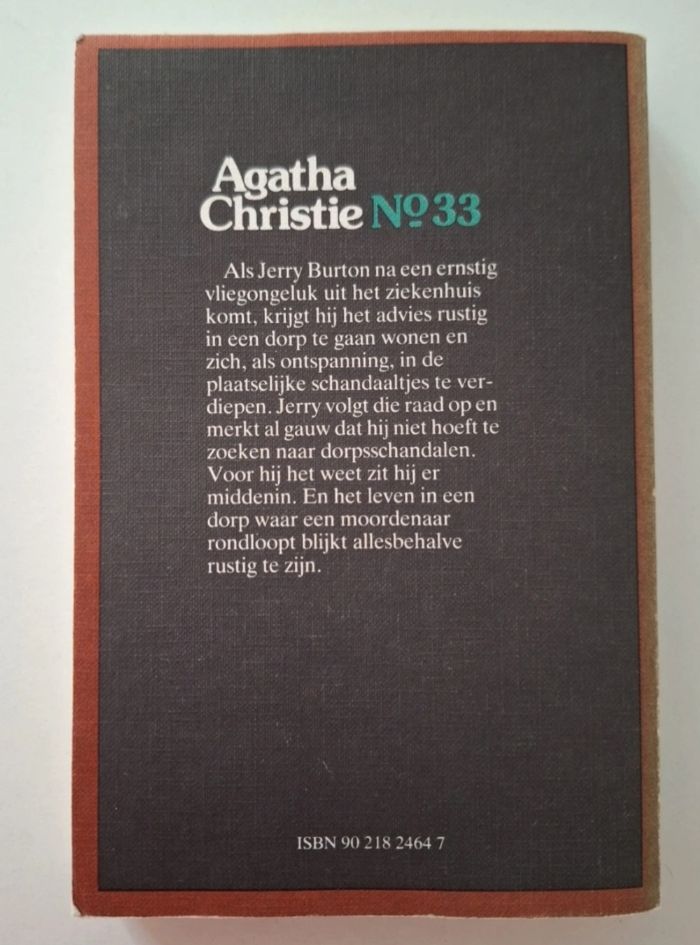 Agatha
Christie Nº 33
Als Jerry Burton na een ernstig
vliegongeluk uit het ziekenhuis
komt, krijgt hij het advies rustig
in een dorp te gaan wonen en
zich, als ontspanning, in de
plaatselijke schandaaltjes te ver-
diepen. Jerry volgt die raad op en
merkt al gauw dat hij niet hoeft te
zoeken naar dorpsschandalen.
Voor hij het weet zit hij er
middenin. En het leven in een
dorp waar een moordenaar
rondloopt blijkt allesbehalve
rustig te zijn.
ISBN 90 218 2464 7